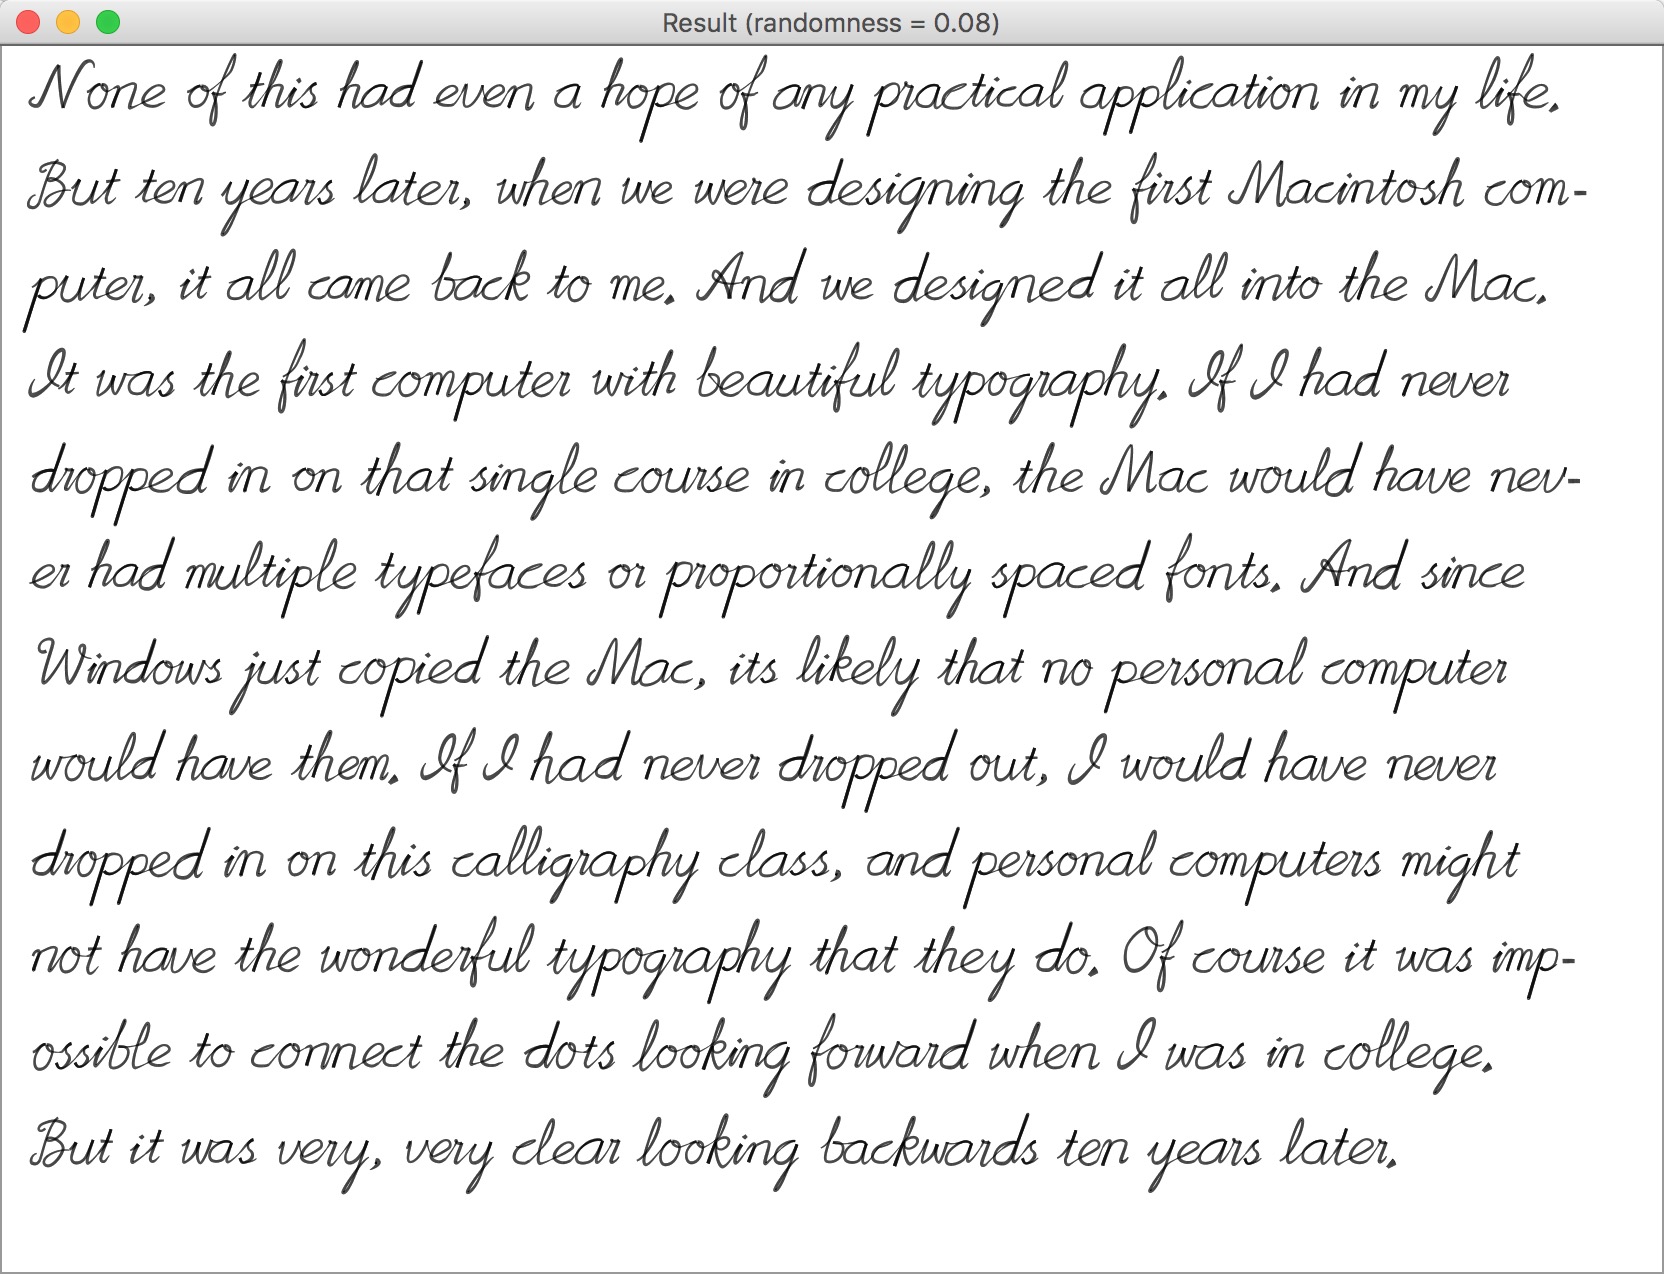 Result (randomness = 0.08)
None of this had even a hope of any practical application in my life.
But ten years later, when we were designing the first Macintosh com-
puter, it all came back to me. And we designed it all into the Mac.
It was the first computer with beautiful typography. If I had never
dropped in on that single course in college, the Mac would have nev-
er had multiple typefaces or proportionally spaced fonts. And since
Windows just copied the Mac, its likely that no personal computer
would have them. If I had never dropped out, I would have never
dropped in on this calligraphy class, and personal computers might
not have the wonderful typography that they do. Of course it was imp-
ossible to connect the dots looking forward when I was in college.
But it was very, very clear looking backwards ten years later.